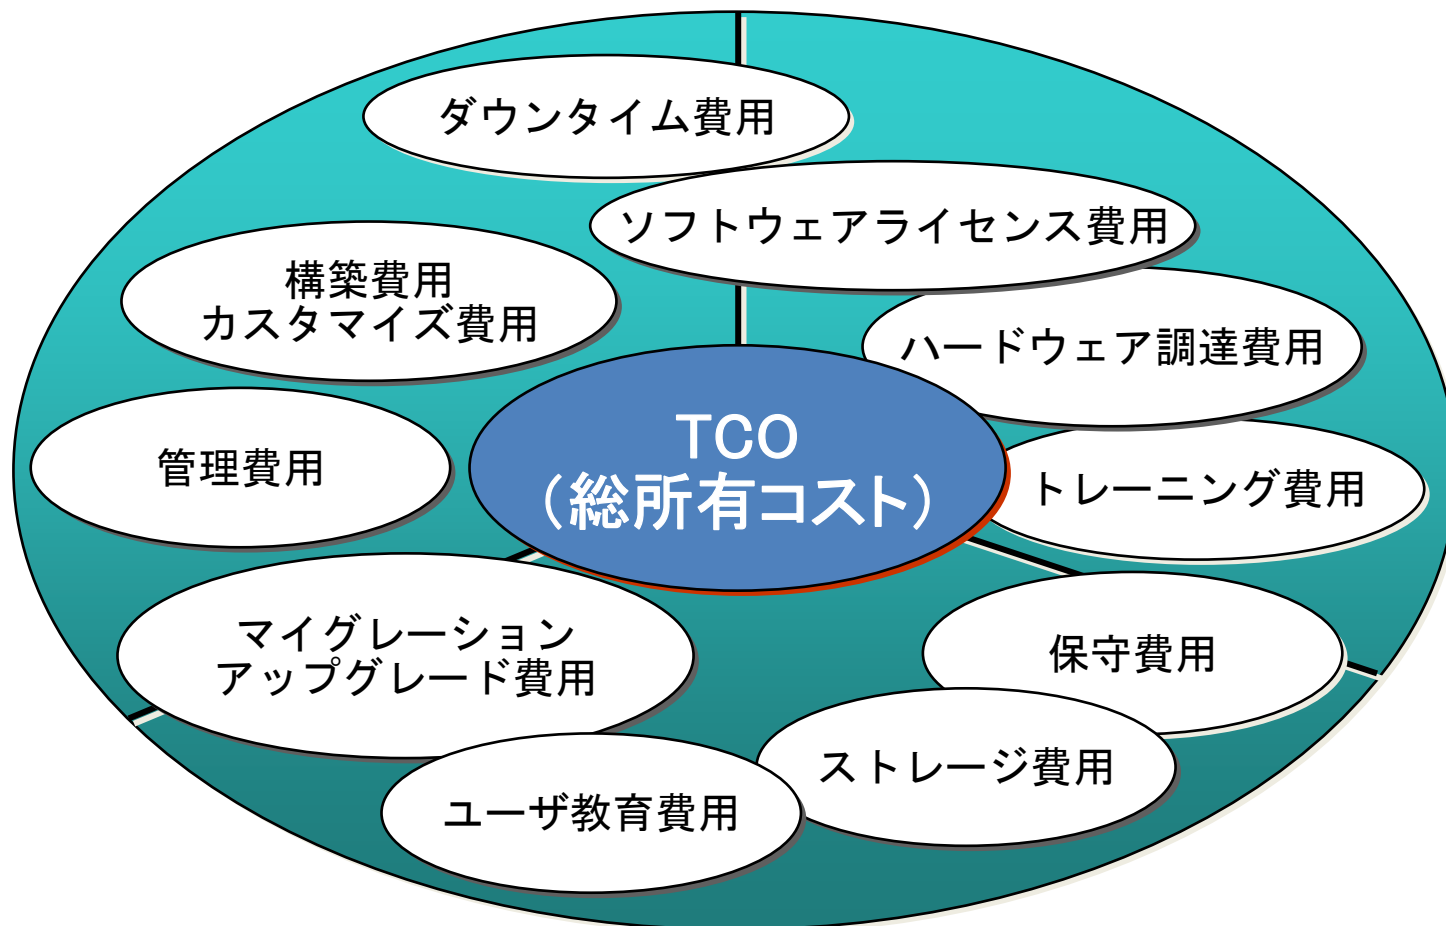 ダウンタイム費用
ソフトウェアライセンス費用
構築費用
カスタマイズ費用
ハードウェア調達費用
TCO
（総所有コスト）
管理費用
トレーニング費用
マイグレーション
アップグレード費用
保守費用
ストレージ費用
ユーザ教育費用